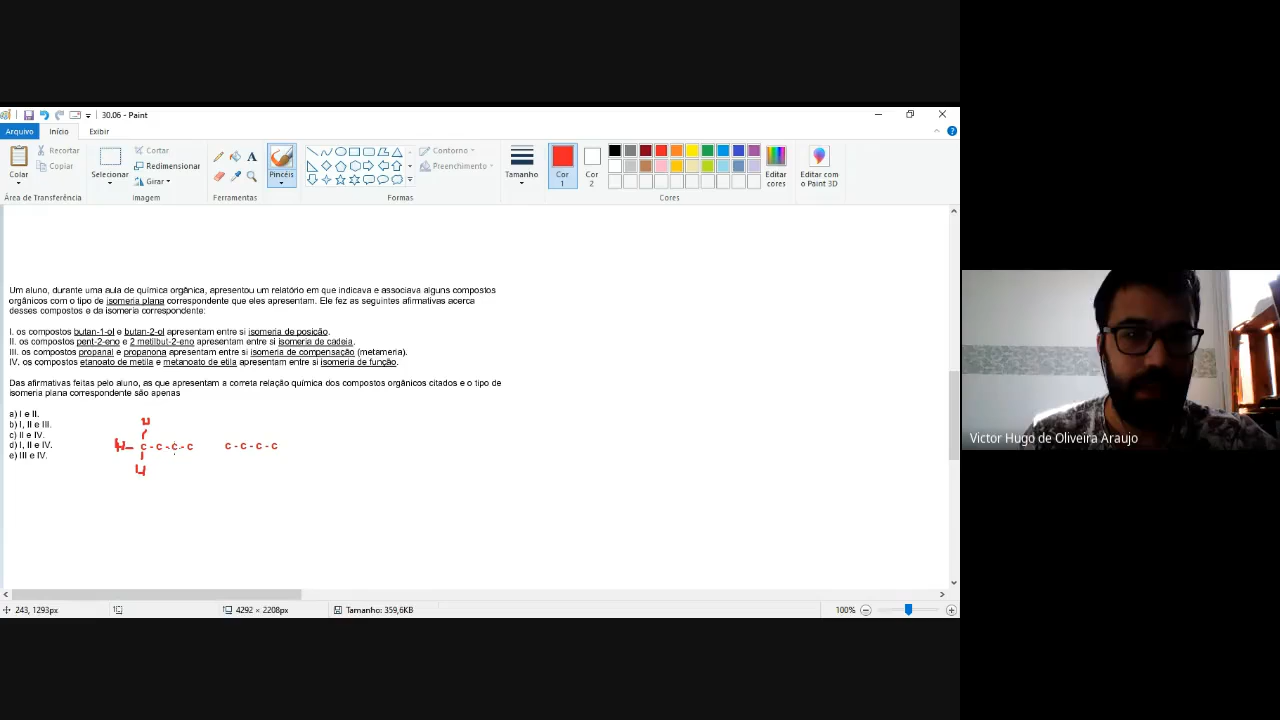 30.06 - Paint
Arquivo Início Exibir
Colar
Recortar
Copiar
Área de Transferência
Selecionar
Cortar
Redimensionar
Girar
Imagem
A
Ferramentas
Pincéis
Contorno
Preenchimento
Formas
Tamanho
Cor 1
Cor 2
Editar cores
Cores
Editar com o Paint 3D
Um aluno, durante uma aula de química orgânica, apresentou um relatório em que indicava e associava alguns compostos
orgânicos com o tipo de isomeria plana correspondente que eles apresentam. Ele fez as seguintes afirmativas acerca
desses compostos e da isomeria correspondente:
I. os compostos butan-1-ol e butan-2-ol apresentam entre si isomeria de posição.
II. os compostos pent-2-eno e 2 metilbut-2-eno apresentam entre si isomeria de cadeia.
III. os compostos propanal e propanona apresentam entre si isomeria de compensação (metameria).
IV. os compostos etanoato de metila e metanoato de etila apresentam entre si isomeria de função.
Das afirmativas feitas pelo aluno, as que apresentam a correta relação química dos compostos orgânicos citados e o tipo de
isomeria plana correspondente são apenas
a) I e II.
b) I, II e III.
c) II e IV.
d) I, II e IV.
e) III e IV.
H
H - C - C - C - C C - C - C - C
H
243, 1293px 4292 × 2208px Tamanho: 359,6KB 100%
Victor Hugo de Oliveira Araujo